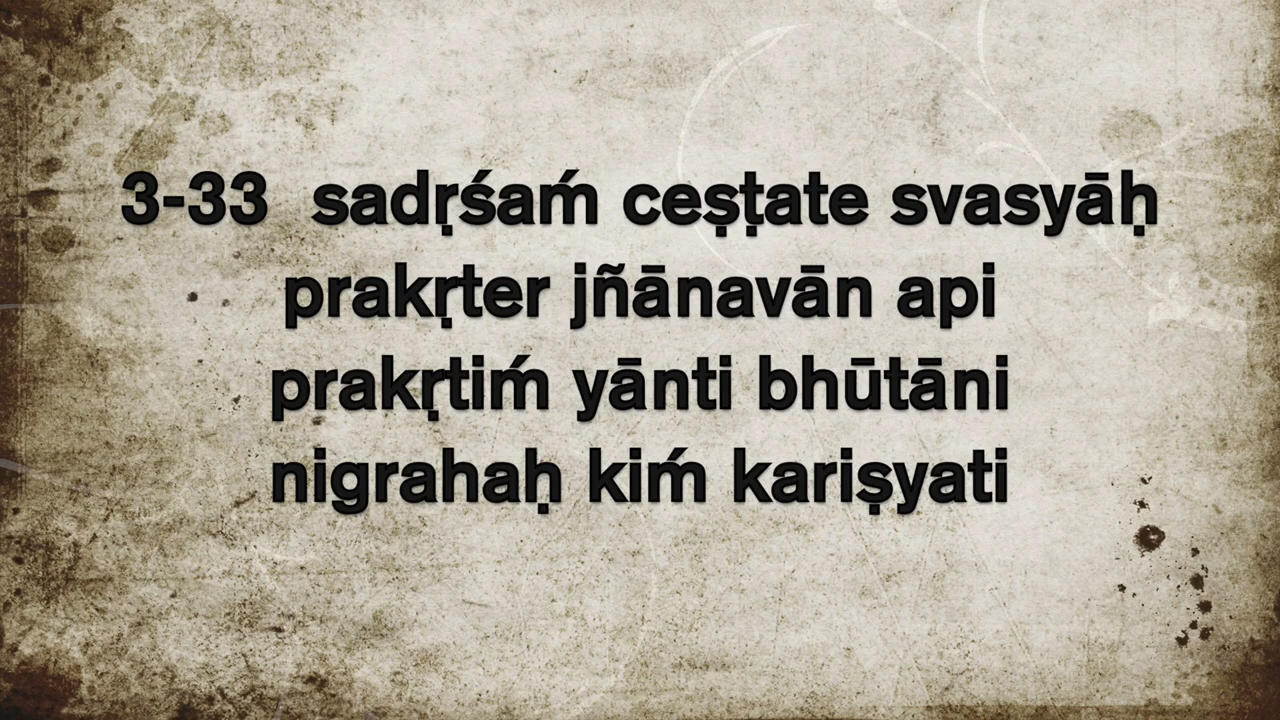 3-33 sadṛśaḿ ceṣṭate svasyāḥ
prakṛter jñānavān api
prakṛtiḿ yānti bhūtāni
nigrahaḥ kiḿ kariṣyati